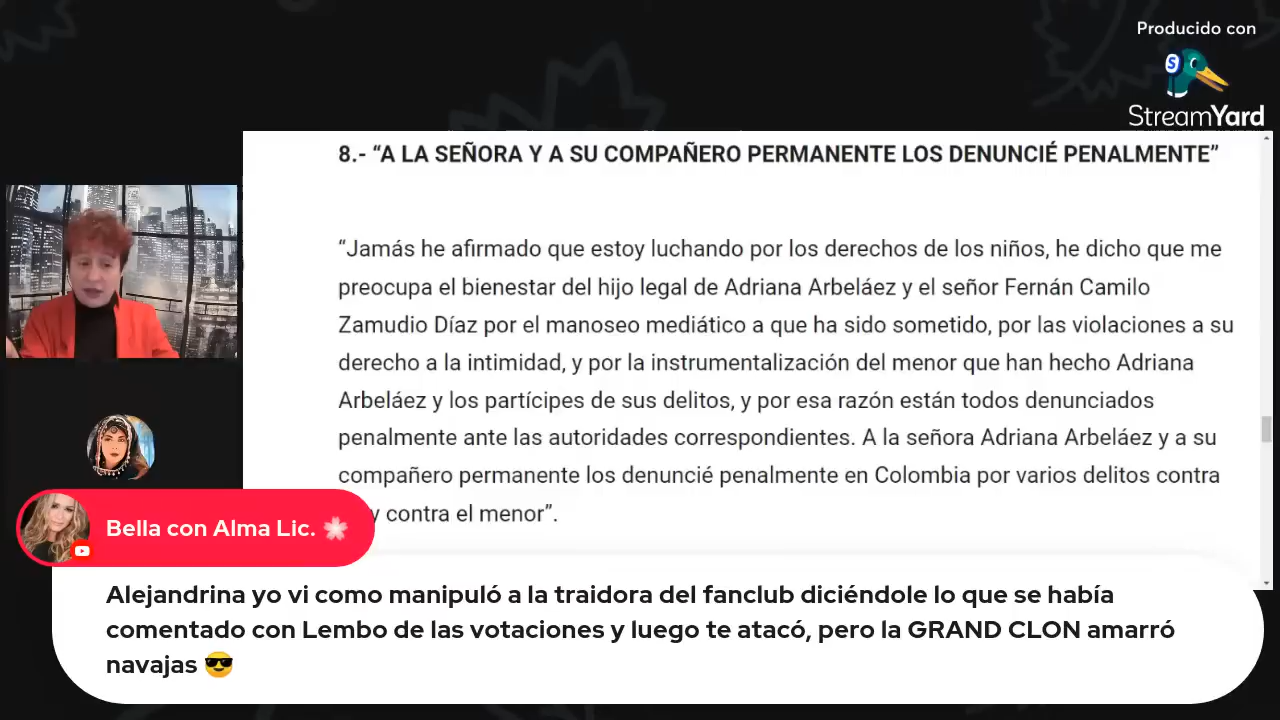 Producido con
StreamYard
8.- “A LA SEÑORA Y A SU COMPAÑERO PERMANENTE LOS DENUNCIÉ PENALMENTE”
“Jamás he afirmado que estoy luchando por los derechos de los niños, he dicho que me
preocupa el bienestar del hijo legal de Adriana Arbeláez y el señor Fernán Camilo
Zamudio Díaz por el manoseo mediático a que ha sido sometido, por las violaciones a su
derecho a la intimidad, y por la instrumentalización del menor que han hecho Adriana
Arbeláez y los partícipes de sus delitos, y por esa razón están todos denunciados
penalmente ante las autoridades correspondientes. A la señora Adriana Arbeláez y a su
compañero permanente los denuncié penalmente en Colombia por varios delitos contra
y contra el menor”.
Bella con Alma Lic. 🌸
Alejandrina yo vi como manipuló a la traidora del fanclub diciéndole lo que se había
comentado con Lembo de las votaciones y luego te atacó, pero la GRAND CLON amarró
navajas 😎